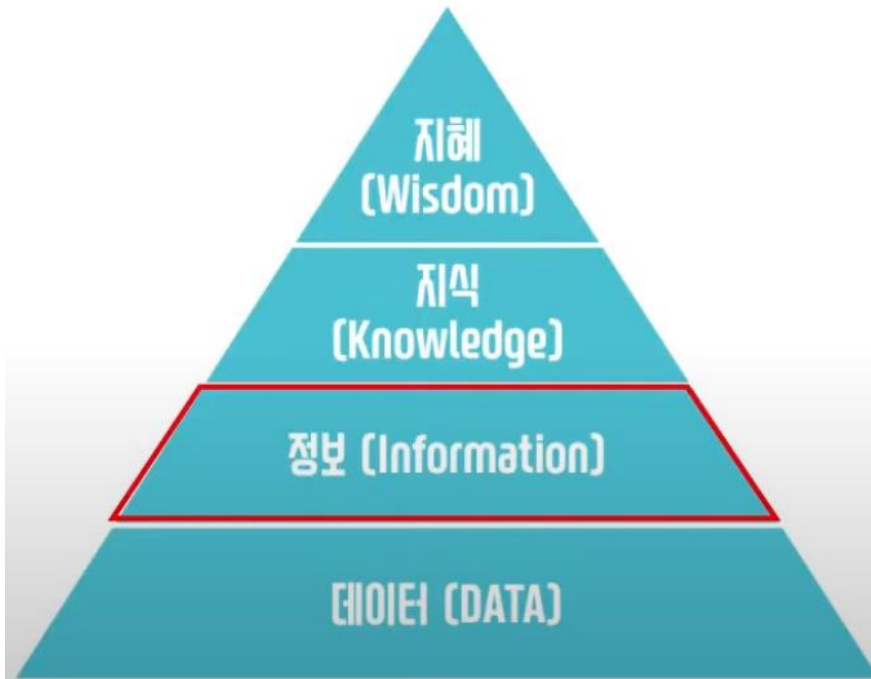 지혜
(Wisdom)
지식
(Knowledge)
정보 (Information)
데이터 (DATA)